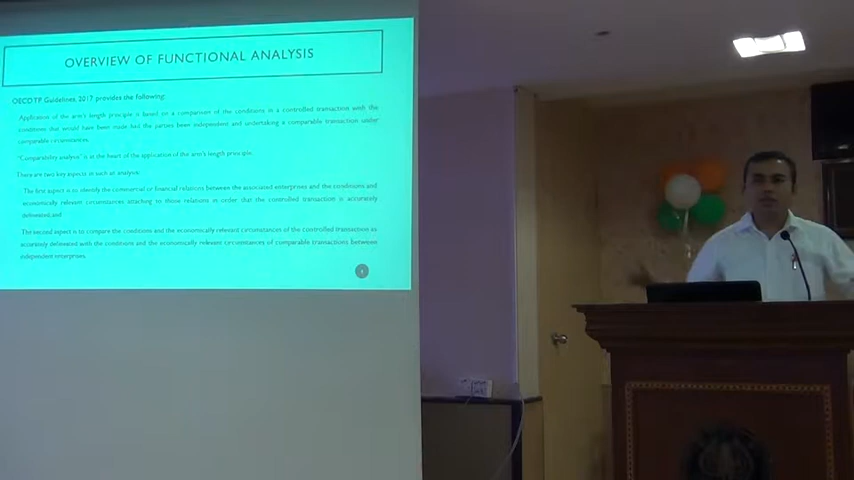 OVERVIEW OF FUNCTIONAL ANALYSIS
OECD TP Guidelines, 2017 provides the following:
Application of the arm's length principle is based on a comparison of the conditions in a controlled transaction with the
conditions that would have been made had the parties been independent and undertaking a comparable transaction under
comparable circumstances.
"Comparability analysis" is at the heart of the application of the arm's length principle.
There are two key aspects in such an analysis:
The first aspect is to identify the commercial or financial relations between the associated enterprises and the conditions and
economically relevant circumstances attaching to those relations in order that the controlled transaction is accurately
delineated; and
The second aspect is to compare the conditions and the economically relevant circumstances of the controlled transaction as
accurately delineated with the conditions and the economically relevant circumstances of comparable transactions between
independent enterprises.